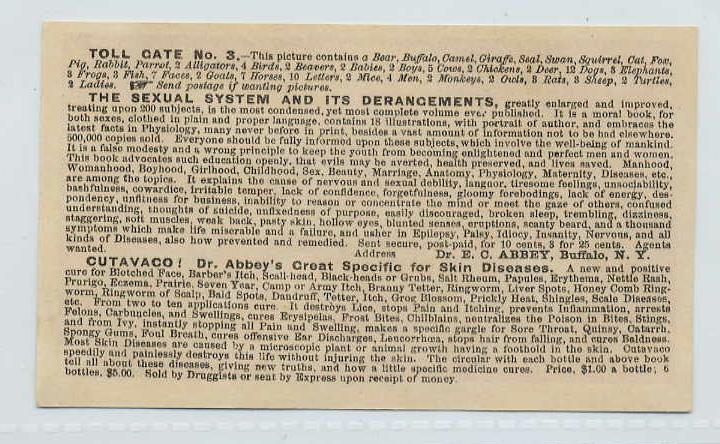 TOLL GATE No. 3.—This picture contains a Bear, Buffalo, Camel, Giraffe, Seal, Swan, Squirrel, Cat, Fox,
Pig, Rabbit, Parrot, 2 Alligators, 4 Birds, 2 Beavers, 2 Babies, 2 Boys, 5 Cows, 2 Chickens, 2 Deer, 12 Dogs, 3 Elephants,
3 Frogs, 3 Fish, 7 Faces, 2 Goats, 7 Horses, 10 Letters, 2 Mice, 4 Men, 2 Monkeys, 2 Owls, 3 Rats, 3 Sheep, 2 Turtles,
2 Ladies. Send postage if wanting pictures.
THE SEXUAL SYSTEM AND ITS DERANGEMENTS, greatly enlarged and improved,
treating upon 200 subjects, is the most condensed, yet most complete volume ever published. It is a moral book, for
both sexes, clothed in plain and proper language, contains 18 illustrations, with portrait of author, and embraces the
latest facts in Physiology, many never before in print, besides a vast amount of information not to be had elsewhere.
500,000 copies sold. Everyone should be fully informed upon these subjects, which involve the well-being of mankind.
It is a false modesty and a wrong principle to keep the youth from becoming enlightened and perfect men and women.
This book advocates such education openly, that evils may be averted, health preserved, and lives saved. Manhood,
Womanhood, Boyhood, Girlhood, Childhood, Sex, Beauty, Marriage, Anatomy, Physiology, Maternity, Diseases, etc.,
are among the topics. It explains the cause of nervous and sexual debility, languor, tiresome feelings, unsociability,
bashfulness, cowardice, irritable temper, lack of confidence, forgetfulness, gloomy forebodings, lack of energy, des-
pondency, unfitness for business, inability to reason or concentrate the mind or meet the gaze of others, confused
understanding, thoughts of suicide, unfixedness of purpose, easily discouraged, broken sleep, trembling, dizziness,
staggering, soft muscles, weak back, pasty skin, hollow eyes, blunted senses, eruptions, scanty beard, and a thousand
symptoms which make life miserable and a failure, and usher in Epilepsy, Palsy, Idiocy, Insanity, Nervous, and all
kinds of Diseases, also how prevented and remedied. Sent secure, post-paid, for 10 cents, 3 for 25 cents. Agents
wanted. Address Dr. E. C. ABBEY, Buffalo, N. Y.
CUTAVACO! Dr. Abbey's Great Specific for Skin Diseases. A new and positive
cure for Blotched Face, Barber's Itch, Scall-head, Black-heads or Grubs, Salt Rheum, Papules, Erythema, Nettle Rash,
Prurigo, Eczema, Prairie, Seven Year, Camp or Army Itch, Branny Tetter, Ringworm, Liver Spots, Honey Comb Ring-
worm, Ringworm of Scalp, Bald Spots, Dandruff, Tetter, Itch, Grog Blossom, Prickly Heat, Shingles, Scale Diseases,
etc. From two to ten applications cure. It destroys Lice, stops Pain and Itching, prevents Inflammation, arrests
Felons, Carbuncles, and Swellings, cures Erysipelas, Frost Bites, Chilblains, neutralizes the Poison in Bites, Stings,
and from Ivy, instantly stopping all Pain and Swelling, makes a specific gargle for Sore Throat, Quinsy, Catarrh,
Spongy Gums, Foul Breath, cures offensive Ear Discharges, Leucorrhœa, stops hair from falling, and cures Baldness.
Most Skin Diseases are caused by a microscopic plant or animal growth having a foothold in the skin. Cutavaco
speedily and painlessly destroys this life without injuring the skin. The circular with each bottle and above book
tell all about these diseases, giving new truths, and how a little specific medicine cures. Price, $1.00 a bottle; 6
bottles, $5.00. Sold by Druggists or sent by Express upon receipt of money.